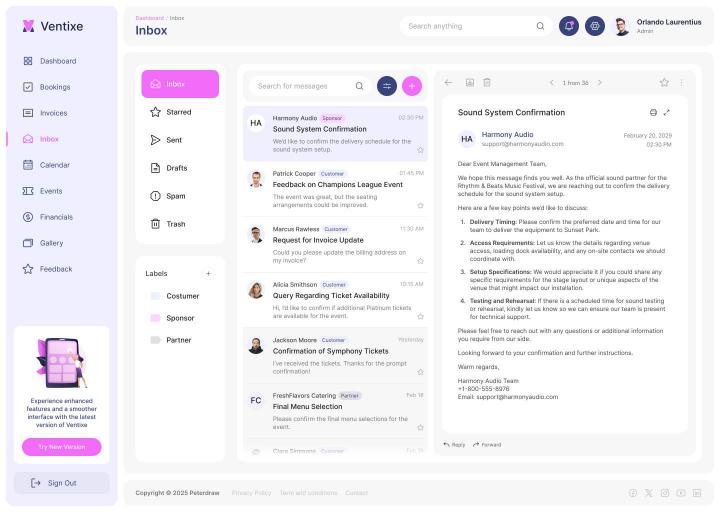 Ventixe
Dashboard
Bookings
Invoices
Inbox
Calendar
Events
Financials
Gallery
Feedback
Experience enhanced
features and a smoother
interface with the latest
version of Ventixe
Try New Version
Sign Out
Dashboard / Inbox
Inbox
Search anything
Orlando Laurentius
Admin
Inbox
Starred
Sent
Drafts
Spam
Trash
Labels +
Costumer
Sponsor
Partner
Search for messages
HA
Harmony Audio Sponsor 02:30 PM
Sound System Confirmation
We'd like to confirm the delivery schedule for the
sound system setup.
Patrick Cooper Customer 01:45 PM
Feedback on Champions League Event
The event was great, but the seating
arrangements could be improved.
Marcus Rawless Customer 11:30 AM
Request for Invoice Update
Could you please update the billing address on
my invoice?
Alicia Smithson Customer 10:15 AM
Query Regarding Ticket Availability
Hi, I'd like to confirm if additional Platinum tickets
are available for the event.
Jackson Moore Customer Yesterday
Confirmation of Symphony Tickets
I've received the tickets. Thanks for the prompt
confirmation!
FC
FreshFlavors Catering Partner Feb 18
Final Menu Selection
Please confirm the final menu selections for the
event.
Clara Simmons Customer Feb 18
1 from 36
Sound System Confirmation
HA
Harmony Audio
support@harmonyaudio.com
February 20, 2029
02:30 PM
Dear Event Management Team,
We hope this message finds you well. As the official sound partner for the
Rhythm & Beats Music Festival, we are reaching out to confirm the delivery
schedule for the sound system setup.
Here are a few key points we'd like to discuss:
1. Delivery Timing: Please confirm the preferred date and time for our
team to deliver the equipment to Sunset Park.
2. Access Requirements: Let us know the details regarding venue
access, loading dock availability, and any on-site contacts we should
coordinate with.
3. Setup Specifications: We would appreciate it if you could share any
specific requirements for the stage layout or unique aspects of the
venue that might impact our installation.
4. Testing and Rehearsal: If there is a scheduled time for sound testing
or rehearsal, kindly let us know so we can ensure our team is present
for technical support.
Please feel free to reach out with any questions or additional information
you require from our side.
Looking forward to your confirmation and further instructions.
Warm regards,
Harmony Audio Team
+1-800-555-8976
Email: support@harmonyaudio.com
Reply Forward
Copyright © 2025 Peterdraw Privacy Policy Term and conditions Contact